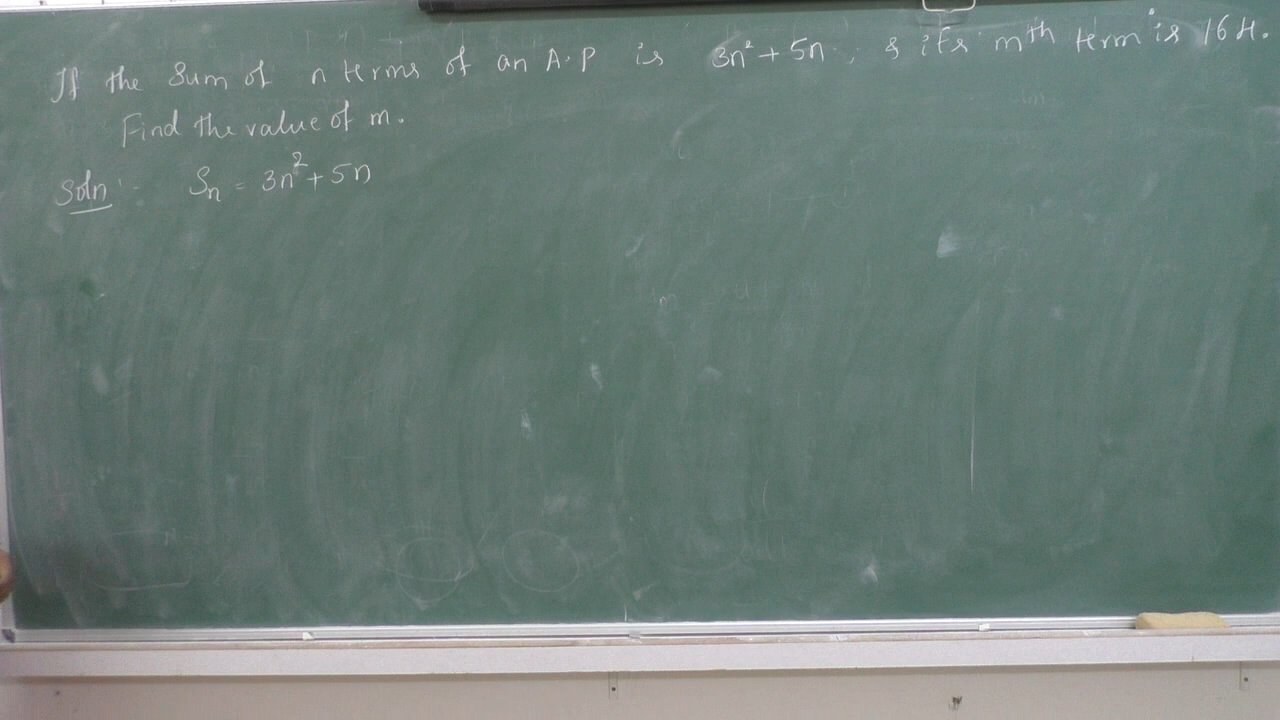 If the Sum of n terms of an A.P is 3n²+5n, & its mth term is 164.
Find the value of m.
Soln :- Sn = 3n²+5n